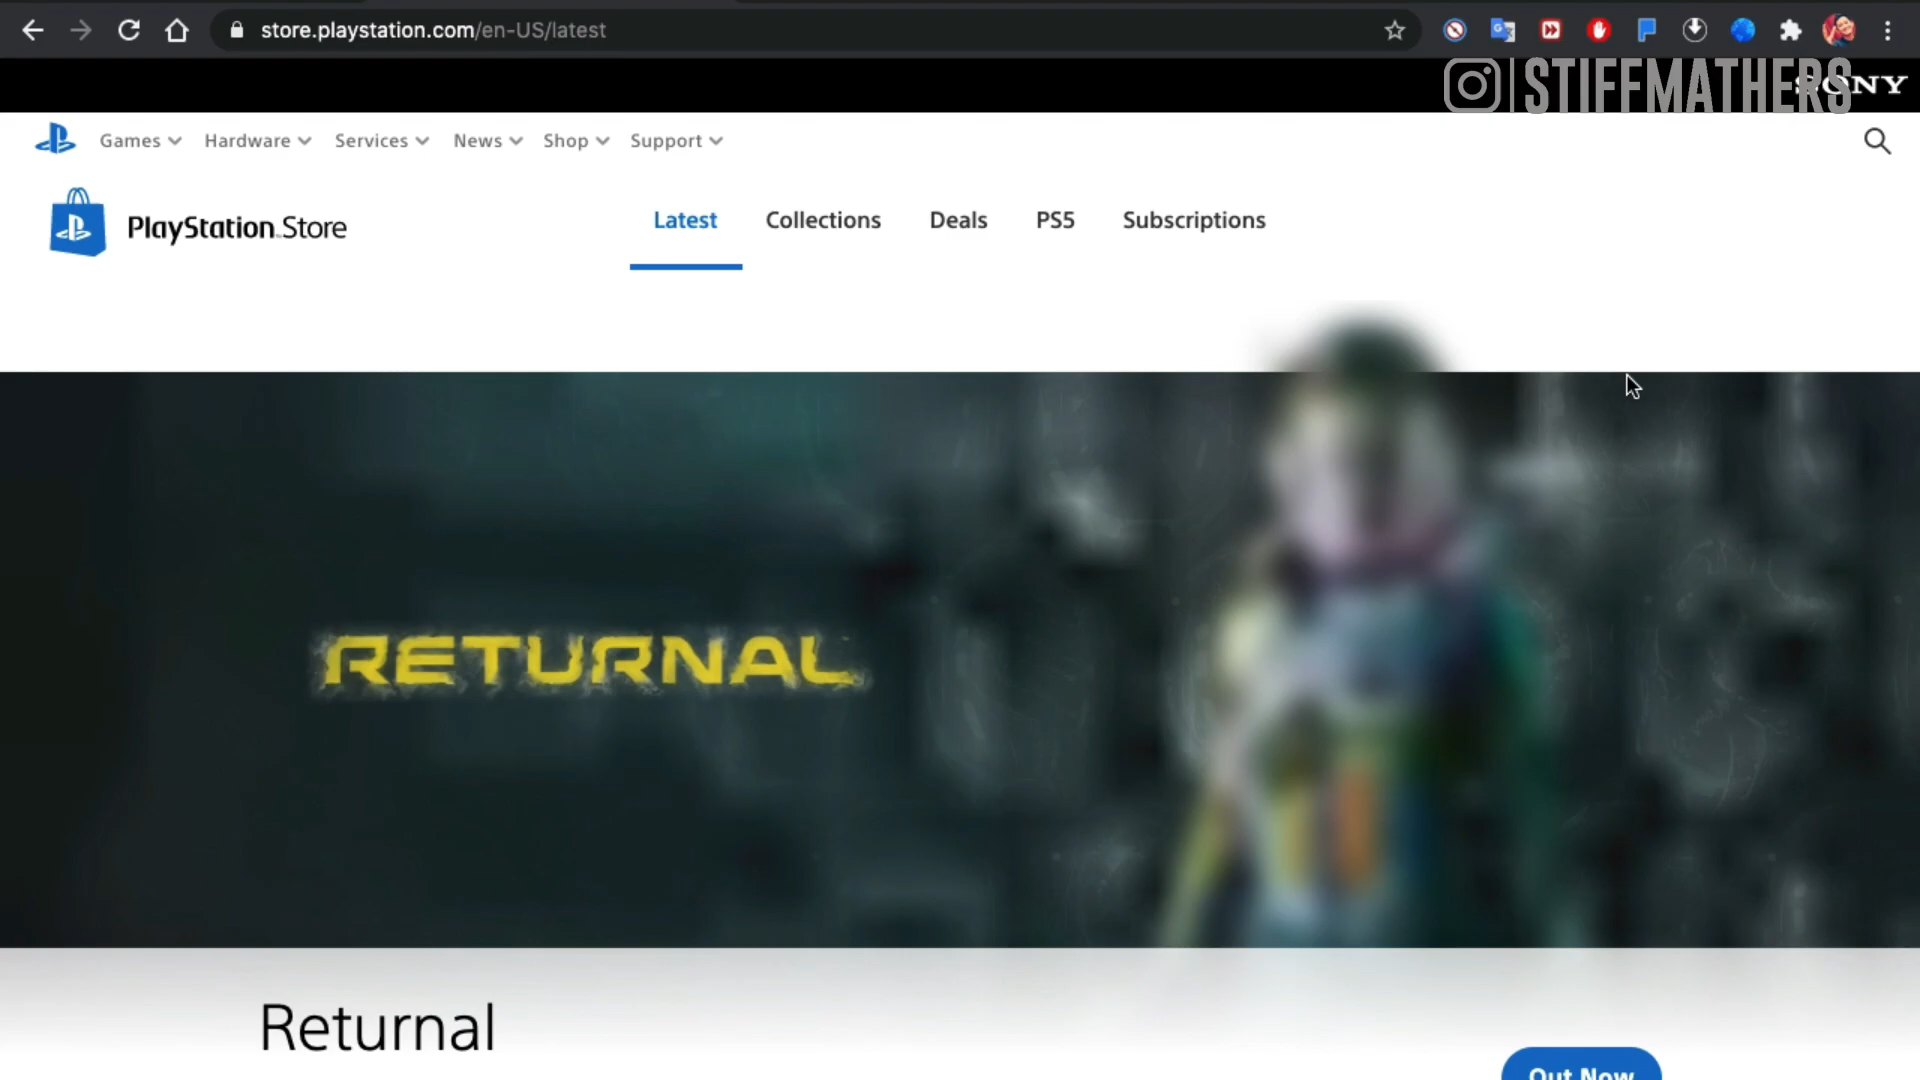 store.playstation.com/en-US/latest
SONY
STIFFMATHERS
Games Hardware Services News Shop Support
PlayStation Store
Latest Collections Deals PS5 Subscriptions
RETURNAL
Returnal
Out Now